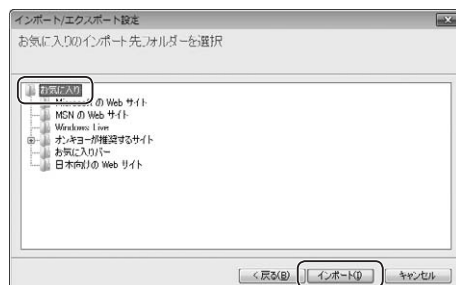 インポート/エクスポート設定
お気に入りのインポート先フォルダーを選択
お気に入り
Microsoft の Web サイト
MSN の Web サイト
Windows Live
オンキヨーが推奨するサイト
お気に入りバー
日本向けの Web サイト
< 戻る(B)
インポート(I)
キャンセル